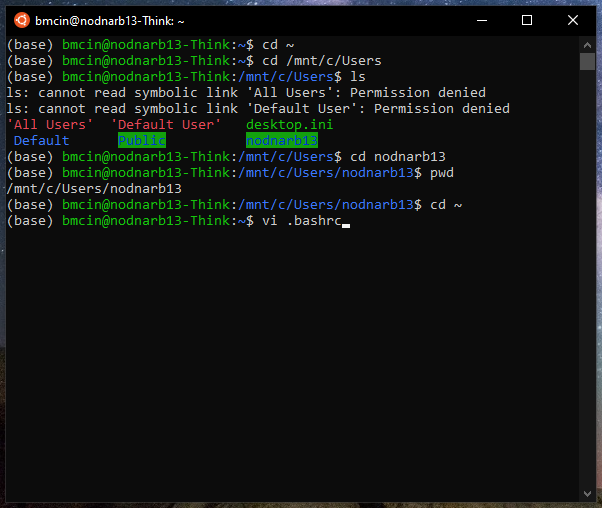 bmcin@nodnarb13-Think: ~
(base) bmcin@nodnarb13-Think:~$ cd ~
(base) bmcin@nodnarb13-Think:~$ cd /mnt/c/Users
(base) bmcin@nodnarb13-Think:/mnt/c/Users$ ls
ls: cannot read symbolic link 'All Users': Permission denied
ls: cannot read symbolic link 'Default User': Permission denied
'All Users'  'Default User'   desktop.ini
 Default      Public          nodnarb13
(base) bmcin@nodnarb13-Think:/mnt/c/Users$ cd nodnarb13
(base) bmcin@nodnarb13-Think:/mnt/c/Users/nodnarb13$ pwd
/mnt/c/Users/nodnarb13
(base) bmcin@nodnarb13-Think:/mnt/c/Users/nodnarb13$ cd ~
(base) bmcin@nodnarb13-Think:~$ vi .bashrc